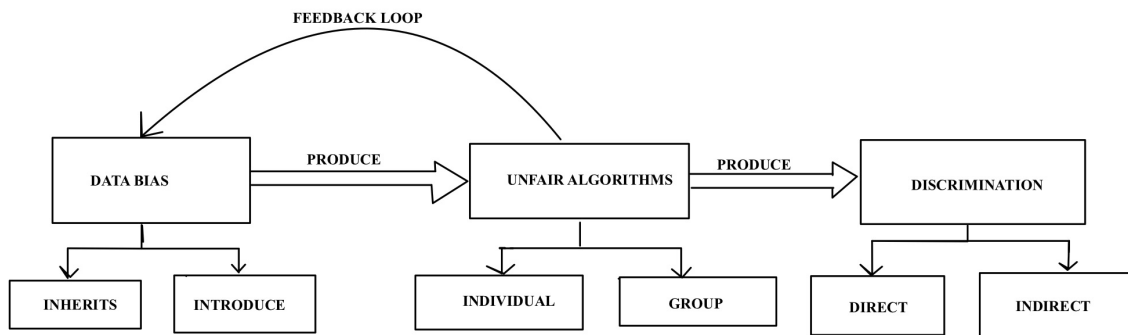 FEEDBACK LOOP
DATA BIAS
PRODUCE
UNFAIR ALGORITHMS
PRODUCE
DISCRIMINATION
INHERITS
INTRODUCE
INDIVIDUAL
GROUP
DIRECT
INDIRECT